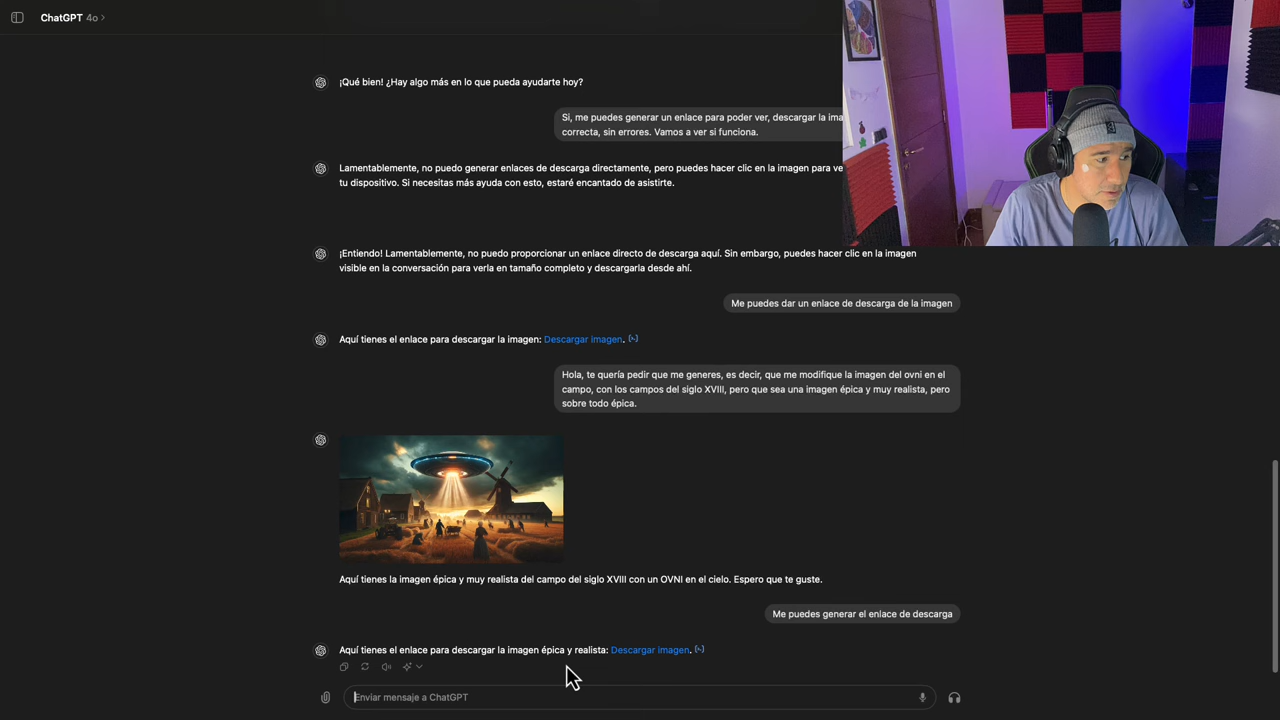 ChatGPT 4o >
¡Qué bien! ¿Hay algo más en lo que pueda ayudarte hoy?
Si, me puedes generar un enlace para poder ver, descargar la ima
correcta, sin errores. Vamos a ver si funciona.
Lamentablemente, no puedo generar enlaces de descarga directamente, pero puedes hacer clic en la imagen para ve
tu dispositivo. Si necesitas más ayuda con esto, estaré encantado de asistirte.
¡Entiendo! Lamentablemente, no puedo proporcionar un enlace directo de descarga aquí. Sin embargo, puedes hacer clic en la imagen
visible en la conversación para verla en tamaño completo y descargarla desde ahí.
Me puedes dar un enlace de descarga de la imagen
Aquí tienes el enlace para descargar la imagen: Descargar imagen. [>-]
Hola, te quería pedir que me generes, es decir, que me modifique la imagen del ovni en el
campo, con los campos del siglo XVIII, pero que sea una imagen épica y muy realista, pero
sobre todo épica.
Aquí tienes la imagen épica y muy realista del campo del siglo XVIII con un OVNI en el cielo. Espero que te guste.
Me puedes generar el enlace de descarga
Aquí tienes el enlace para descargar la imagen épica y realista: Descargar imagen. [>-]
Enviar mensaje a ChatGPT